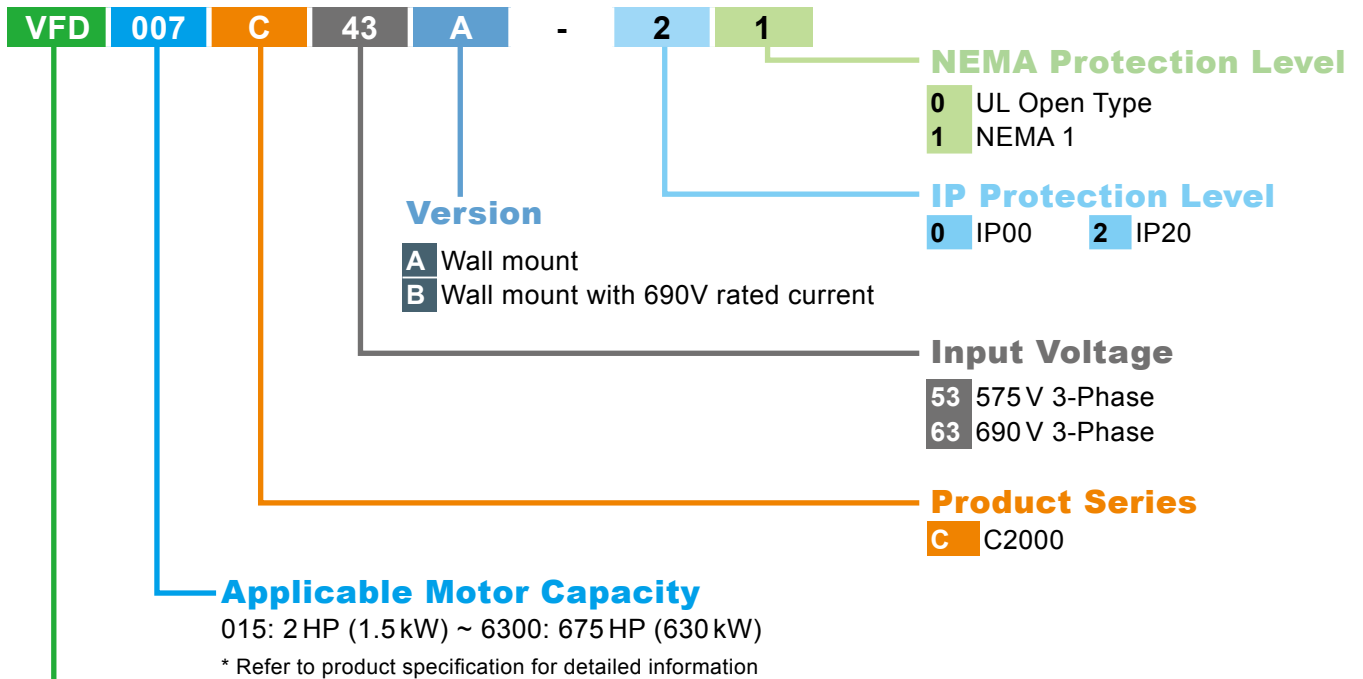 VFD 007 C 43 A - 2 1
NEMA Protection Level
0 UL Open Type
1 NEMA 1
IP Protection Level
0 IP00 2 IP20
Version
A Wall mount
B Wall mount with 690V rated current
Input Voltage
53 575 V 3-Phase
63 690 V 3-Phase
Product Series
C C2000
Applicable Motor Capacity
015: 2 HP (1.5 kW) ~ 6300: 675 HP (630 kW)
* Refer to product specification for detailed information